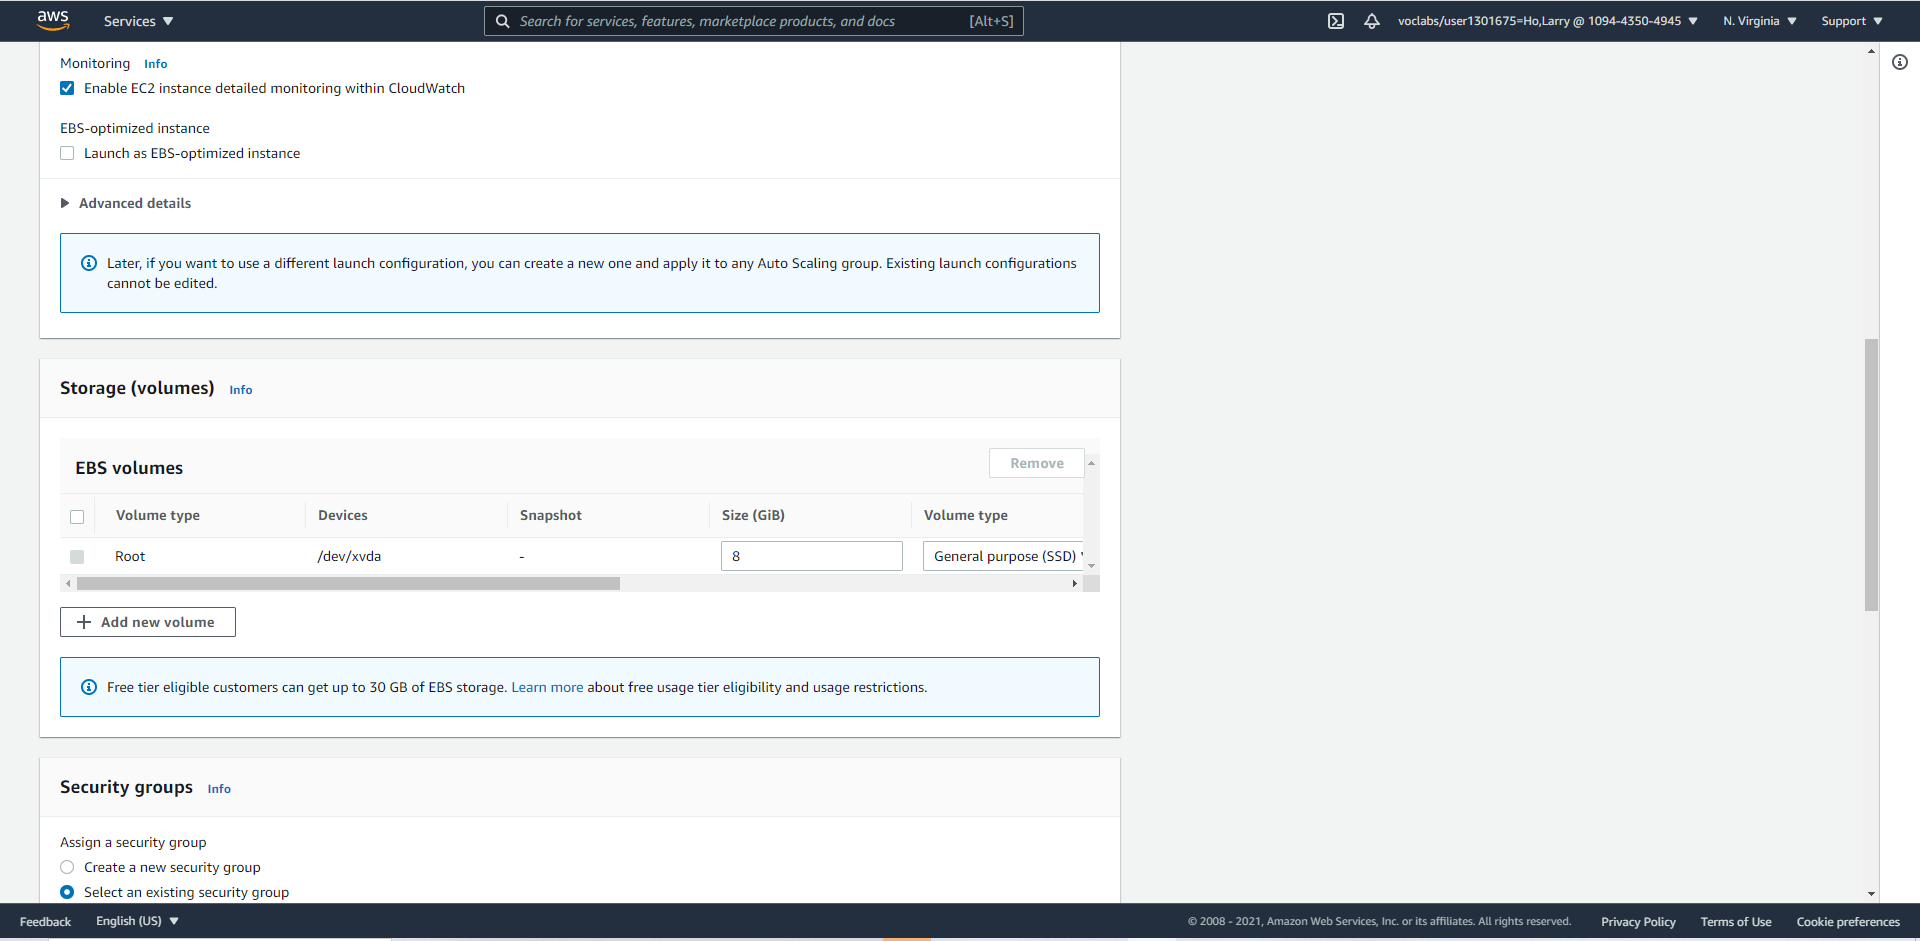 aws
Services
Search for services, features, marketplace products, and docs
[Alt+S]
voclabs/user1301675=Ho,Larry @ 1094-4350-4945
N. Virginia
Support
Monitoring Info
Enable EC2 instance detailed monitoring within CloudWatch
EBS-optimized instance
Launch as EBS-optimized instance
Advanced details
Later, if you want to use a different launch configuration, you can create a new one and apply it to any Auto Scaling group. Existing launch configurations
cannot be edited.
Storage (volumes) Info
EBS volumes
Remove
Volume type Devices Snapshot Size (GiB) Volume type
Root /dev/xvda - 8 General purpose (SSD)
Add new volume
Free tier eligible customers can get up to 30 GB of EBS storage. Learn more about free usage tier eligibility and usage restrictions.
Security groups Info
Assign a security group
Create a new security group
Select an existing security group
Feedback
English (US)
© 2008 - 2021, Amazon Web Services, Inc. or its affiliates. All rights reserved.
Privacy Policy
Terms of Use
Cookie preferences